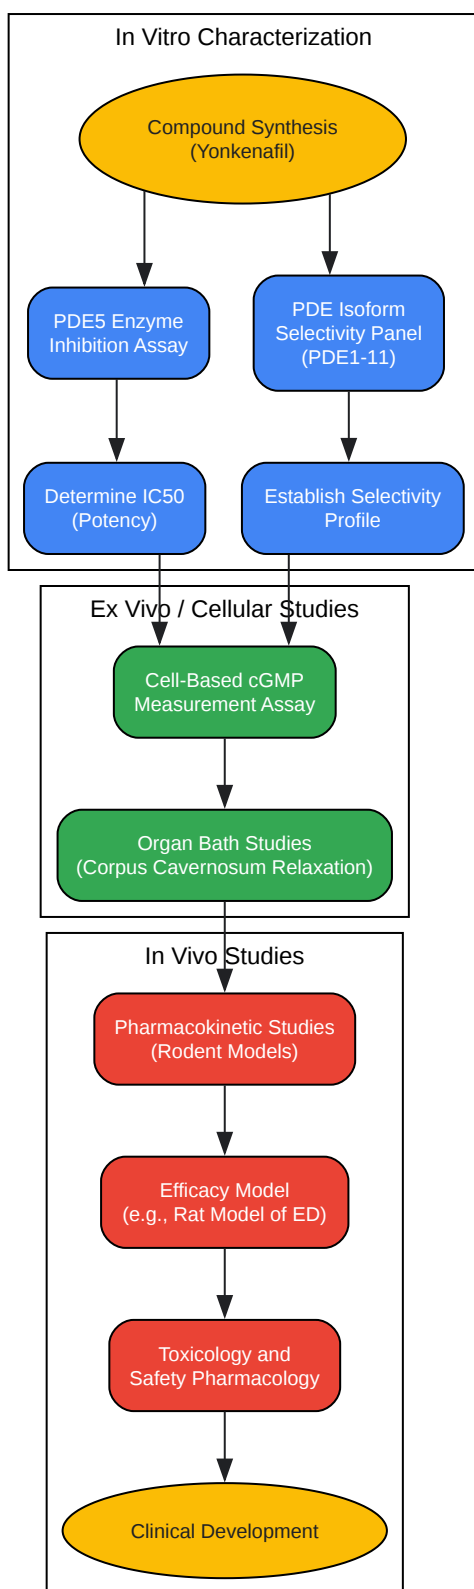 In Vitro Characterization
Compound Synthesis
(Yonkenafil)
PDE5 Enzyme
Inhibition Assay
PDE Isoform
Selectivity Panel
(PDE1-11)
Determine IC50
(Potency)
Establish Selectivity
Profile
Ex Vivo / Cellular Studies
Cell-Based cGMP
Measurement Assay
Organ Bath Studies
(Corpus Cavernosum Relaxation)
In Vivo Studies
Pharmacokinetic Studies
(Rodent Models)
Efficacy Model
(e.g., Rat Model of ED)
Toxicology and
Safety Pharmacology
Clinical Development